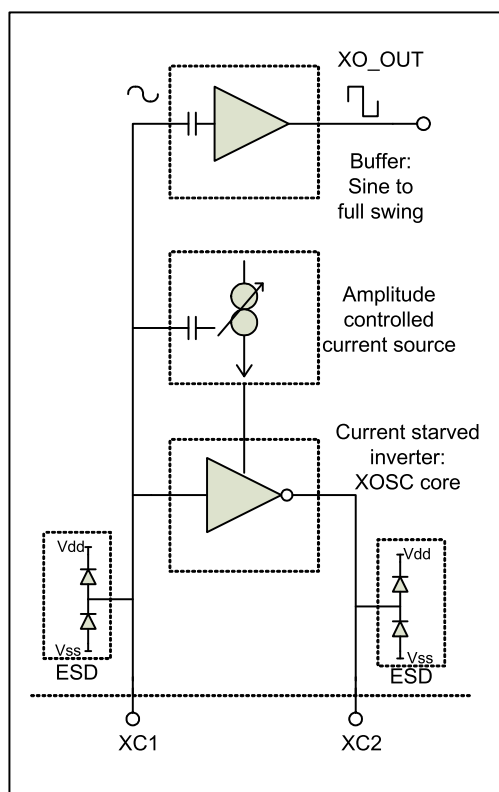 XO_OUT
Buffer:
Sine to
full swing
Amplitude
controlled
current source
Current starved
inverter:
XOSC core
Vdd
Vss
ESD
Vdd
Vss
ESD
XC1
XC2